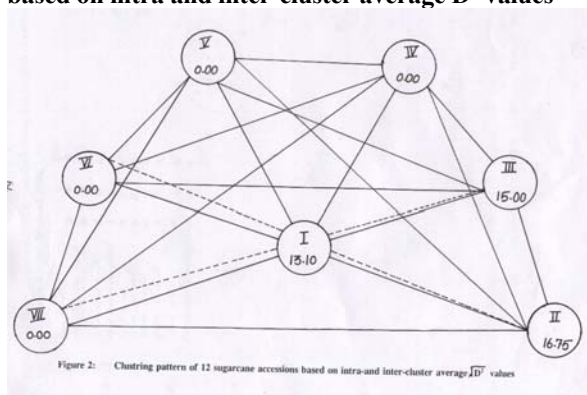 based on intra and inter-cluster average D² values
V
0.00
IV
0.00
VI
0.00
III
15.00
I
13.10
VII
0.00
II
16.75
Figure 2: Clustring pattern of 12 sugarcane accessions based on intra-and inter-cluster average √D² values